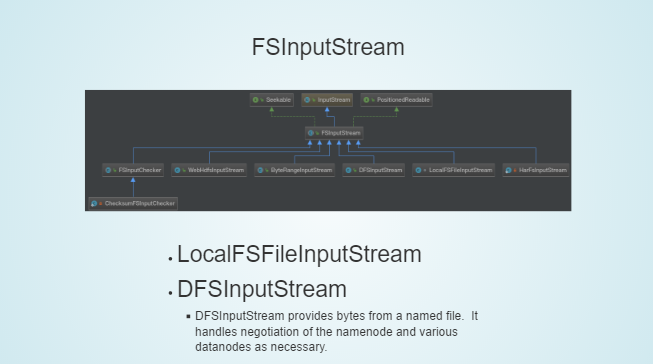 FSInputStream
Seekable InputStream PositionedReadable
FSInputStream
FSInputChecker WebHdfsInputStream ByteRangeInputStream DFSInputStream LocalFSFileInputStream HarFsInputStream
ChecksumFSInputChecker
LocalFSFileInputStream
DFSInputStream
DFSInputStream provides bytes from a named file. It
handles negotiation of the namenode and various
datanodes as necessary.